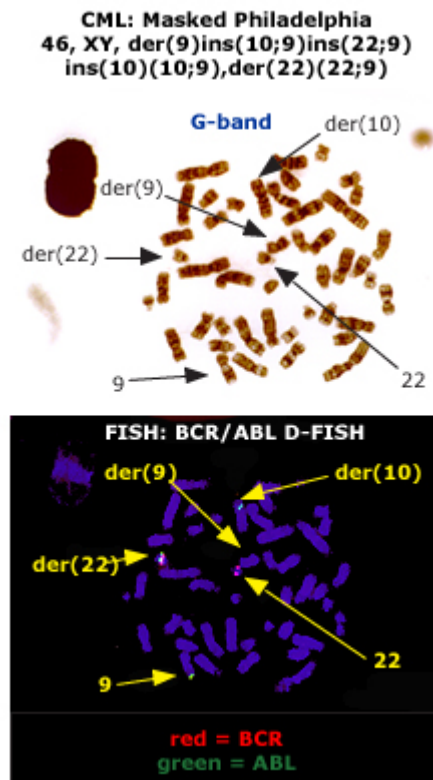 CML: Masked Philadelphia
46, XY, der(9)ins(10;9)ins(22;9)
ins(10)(10;9),der(22)(22;9)
G-band
der(10)
der(9)
der(22)
9
22
FISH: BCR/ABL D-FISH
der(9)
der(10)
der(22)
22
9
red = BCR
green = ABL